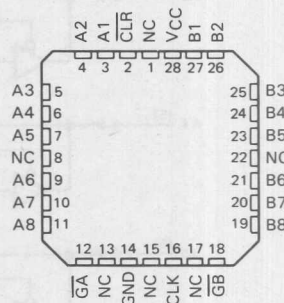 A2 A1 CLR NC VCC B1 B2
4 3 2 1 28 27 26
A3 5 25 B3
A4 6 24 B4
A5 7 23 B5
NC 8 22 NC
A6 9 21 B6
A7 10 20 B7
A8 11 19 B8
12 13 14 15 16 17 18
GA NC GND NC CLK NC GB